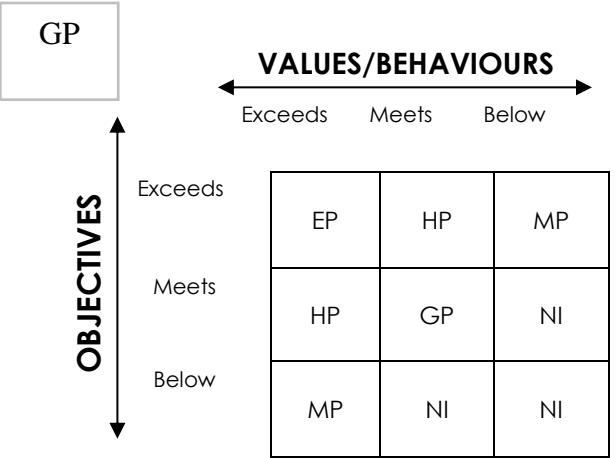 GP
VALUES/BEHAVIOURS
Exceeds Meets Below
OBJECTIVES
Exceeds
EP HP MP
Meets
HP GP NI
Below
MP NI NI